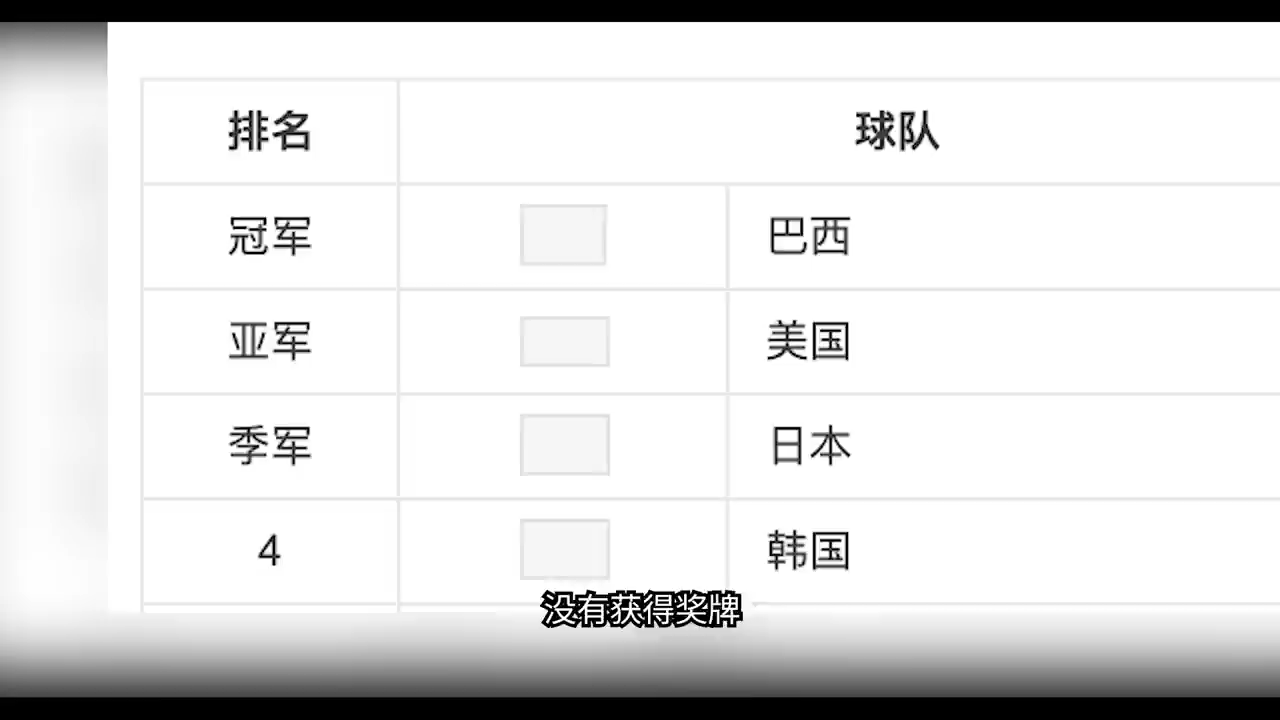 排名 球队
冠军 巴西
亚军 美国
季军 日本
4 韩国
没有获得奖牌